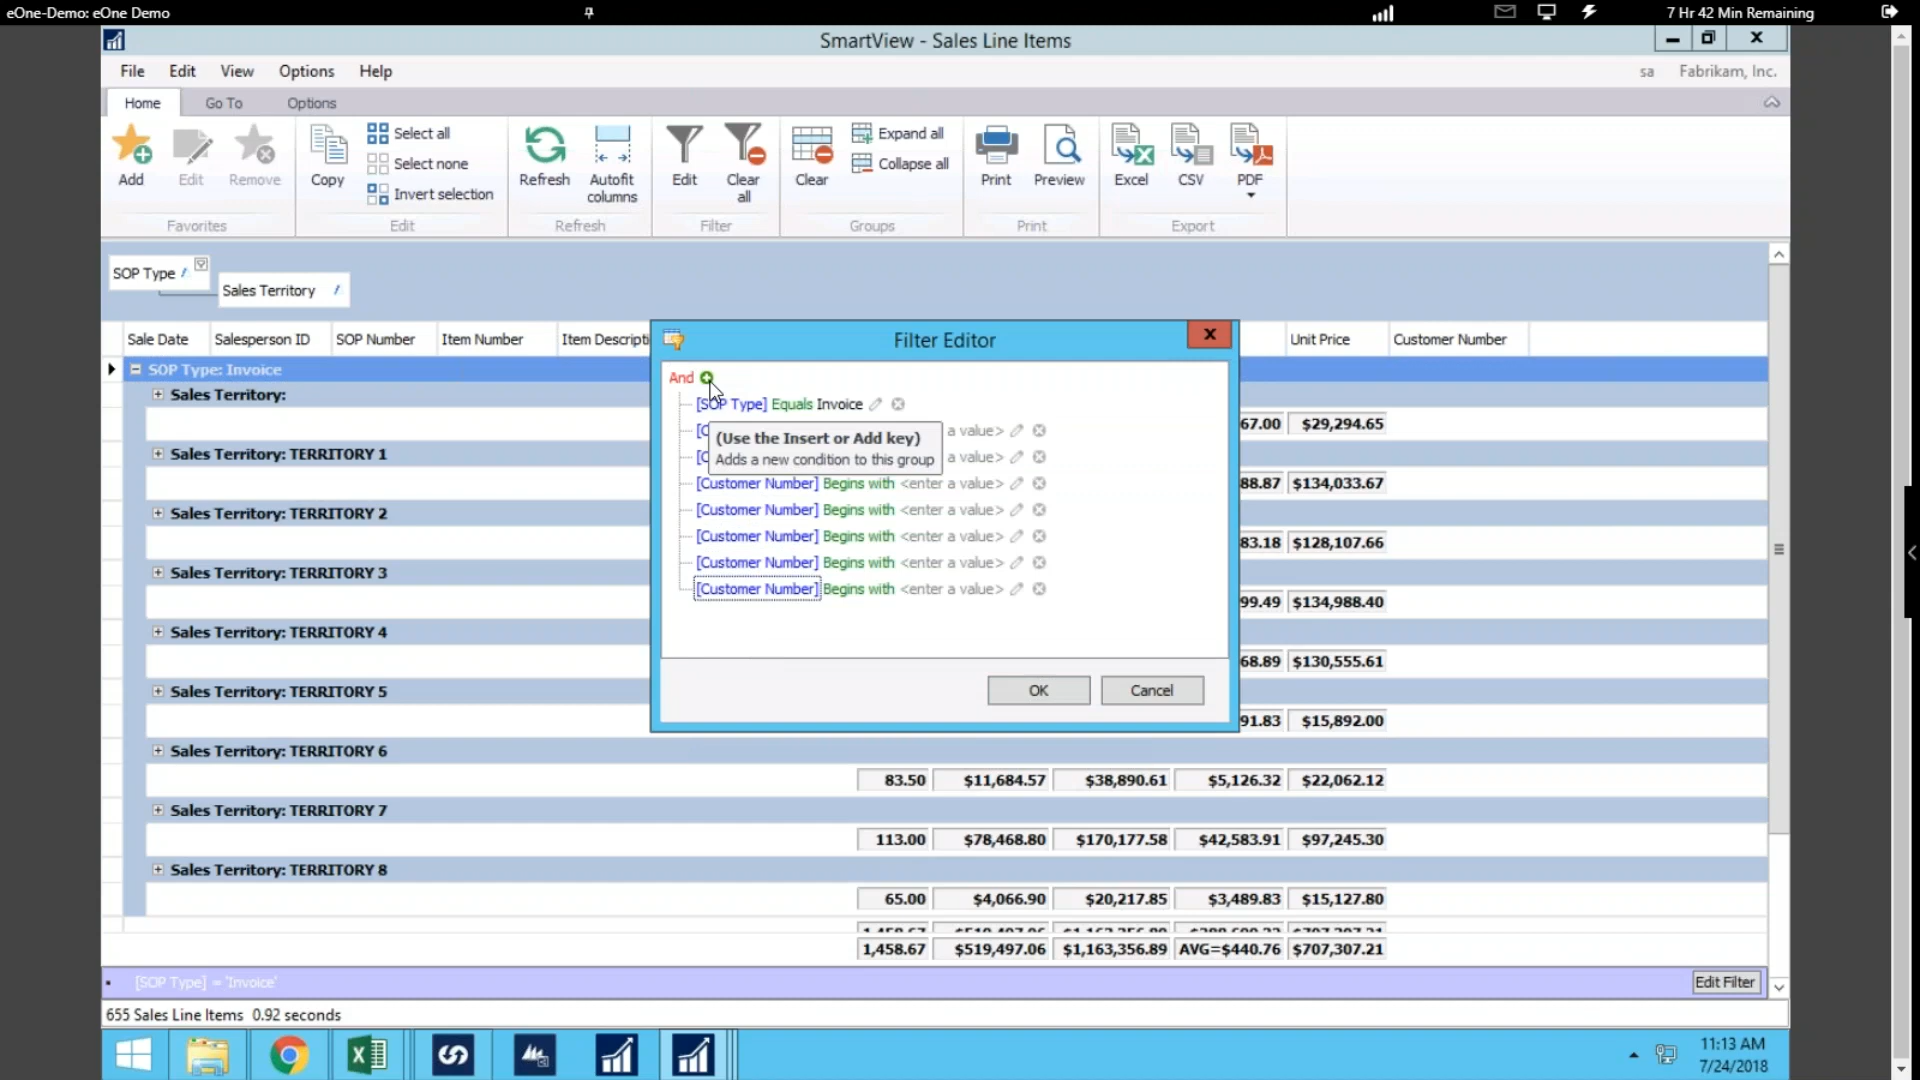 eOne-Demo: eOne Demo
7 Hr 42 Min Remaining
SmartView - Sales Line Items
File Edit View Options Help
sa Fabrikam, Inc.
Home Go To Options
Add
Edit
Remove
Favorites
Copy
Select all
Select none
Invert selection
Edit
Refresh
Autofit columns
Refresh
Edit
Clear all
Filter
Clear
Expand all
Collapse all
Groups
Print
Preview
Print
Excel
CSV
PDF
Export
SOP Type
Sales Territory
Sale Date Salesperson ID SOP Number Item Number Item Descripti Unit Price Customer Number
SOP Type: Invoice
Sales Territory:
67.00 $29,294.65
Sales Territory: TERRITORY 1
88.87 $134,033.67
Sales Territory: TERRITORY 2
83.18 $128,107.66
Sales Territory: TERRITORY 3
99.49 $134,988.40
Sales Territory: TERRITORY 4
68.89 $130,555.61
Sales Territory: TERRITORY 5
91.83 $15,892.00
Sales Territory: TERRITORY 6
83.50 $11,684.57 $38,890.61 $5,126.32 $22,062.12
Sales Territory: TERRITORY 7
113.00 $78,468.80 $170,177.58 $42,583.91 $97,245.30
Sales Territory: TERRITORY 8
65.00 $4,066.90 $20,217.85 $3,489.83 $15,127.80
1,458.67 $519,497.06 $1,163,356.89 AVG=$440.76 $707,307.21
Filter Editor
And
[SOP Type] Equals Invoice
[C a value>
[C a value>
(Use the Insert or Add key)
Adds a new condition to this group
[Customer Number] Begins with <enter a value>
[Customer Number] Begins with <enter a value>
[Customer Number] Begins with <enter a value>
[Customer Number] Begins with <enter a value>
[Customer Number] Begins with <enter a value>
OK Cancel
[SOP Type] = 'Invoice'
Edit Filter
655 Sales Line Items 0.92 seconds
11:13 AM
7/24/2018